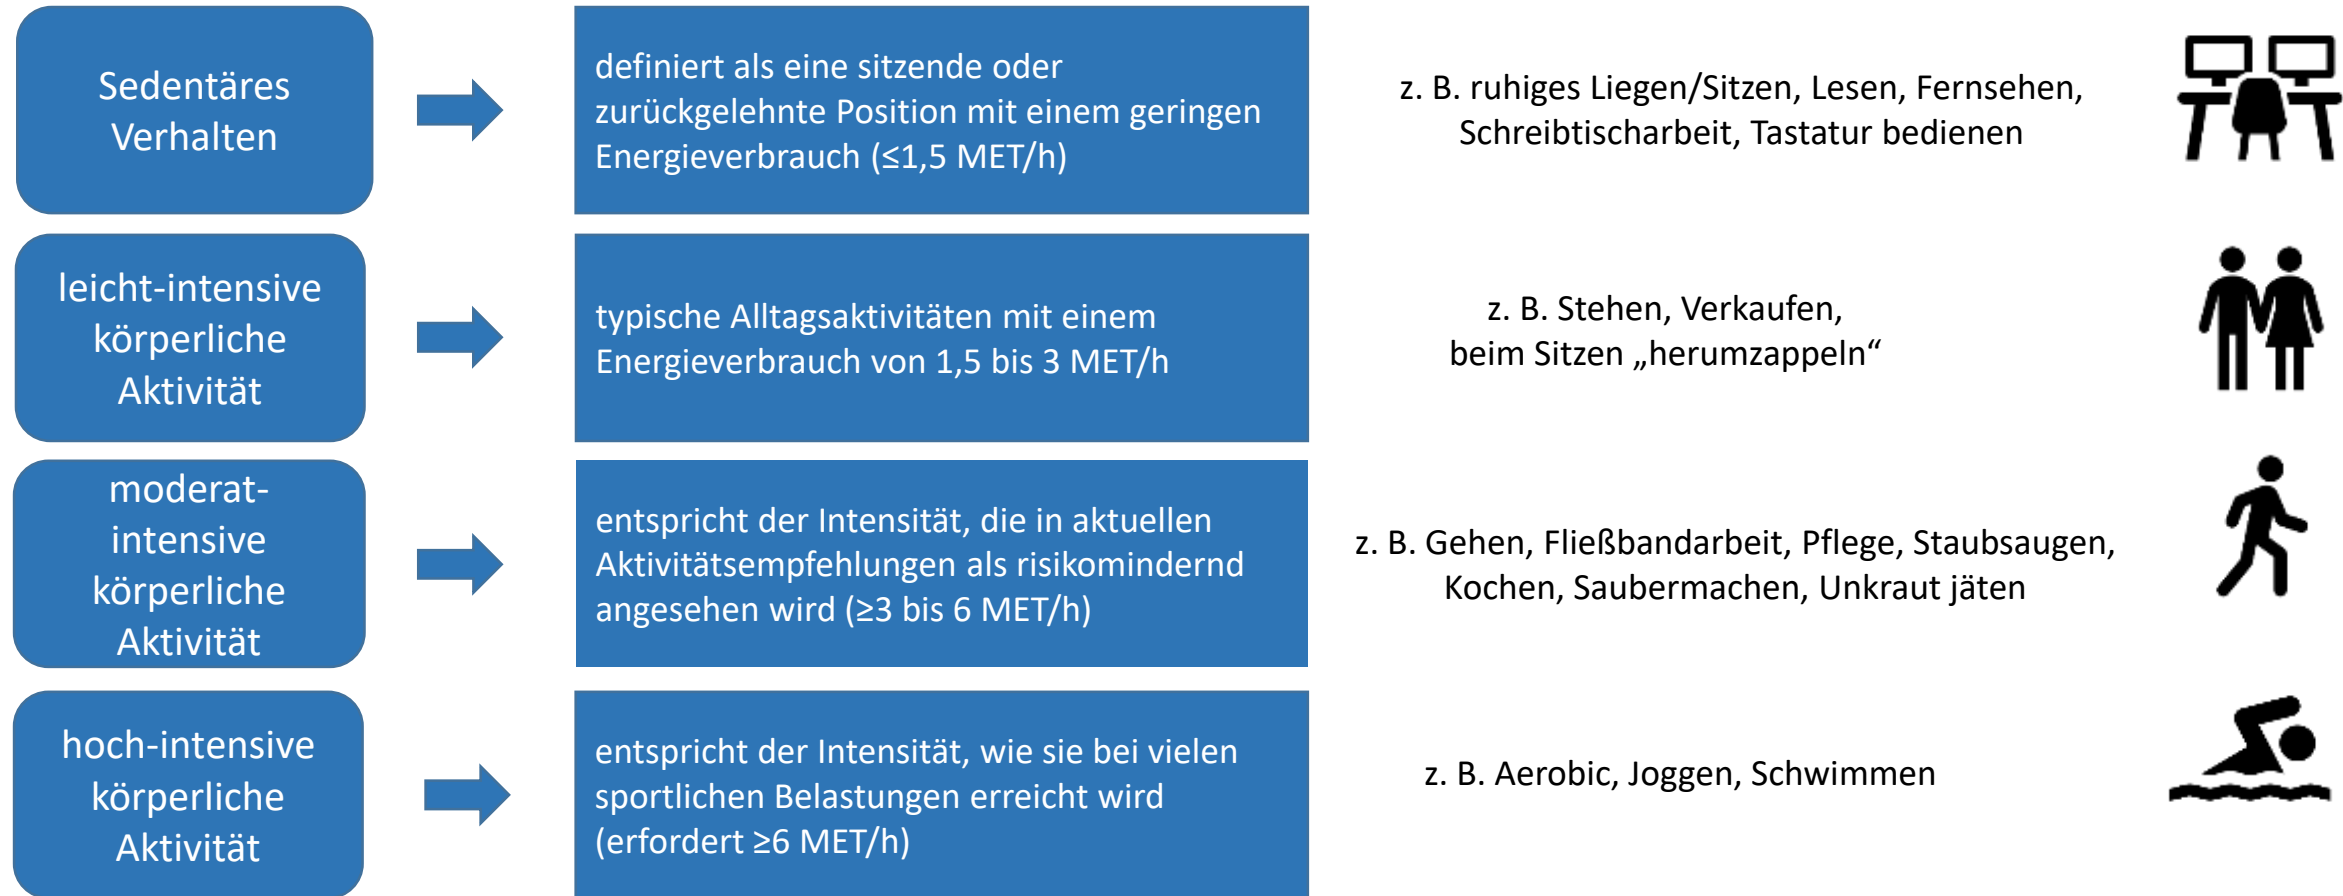 Sedentäres
Verhalten
definiert als eine sitzende oder
zurückgelehnte Position mit einem geringen
Energieverbrauch (≤1,5 MET/h)
z. B. ruhiges Liegen/Sitzen, Lesen, Fernsehen,
Schreibtischarbeit, Tastatur bedienen
leicht-intensive
körperliche
Aktivität
typische Alltagsaktivitäten mit einem
Energieverbrauch von 1,5 bis 3 MET/h
z. B. Stehen, Verkaufen,
beim Sitzen „herumzappeln“
moderat-
intensive
körperliche
Aktivität
entspricht der Intensität, die in aktuellen
Aktivitätsempfehlungen als risikomindernd
angesehen wird (≥3 bis 6 MET/h)
z. B. Gehen, Fließbandarbeit, Pflege, Staubsaugen,
Kochen, Saubermachen, Unkraut jäten
hoch-intensive
körperliche
Aktivität
entspricht der Intensität, wie sie bei vielen
sportlichen Belastungen erreicht wird
(erfordert ≥6 MET/h)
z. B. Aerobic, Joggen, Schwimmen